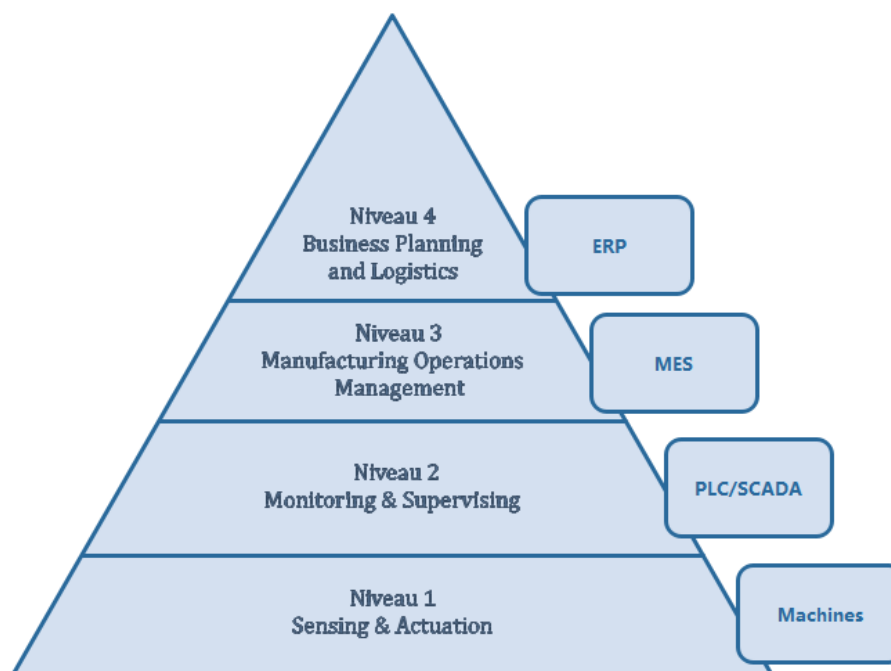 Niveau 4
Business Planning
and Logistics
ERP
Niveau 3
Manufacturing Operations
Management
MES
Niveau 2
Monitoring & Supervising
PLC/SCADA
Niveau 1
Sensing & Actuation
Machines